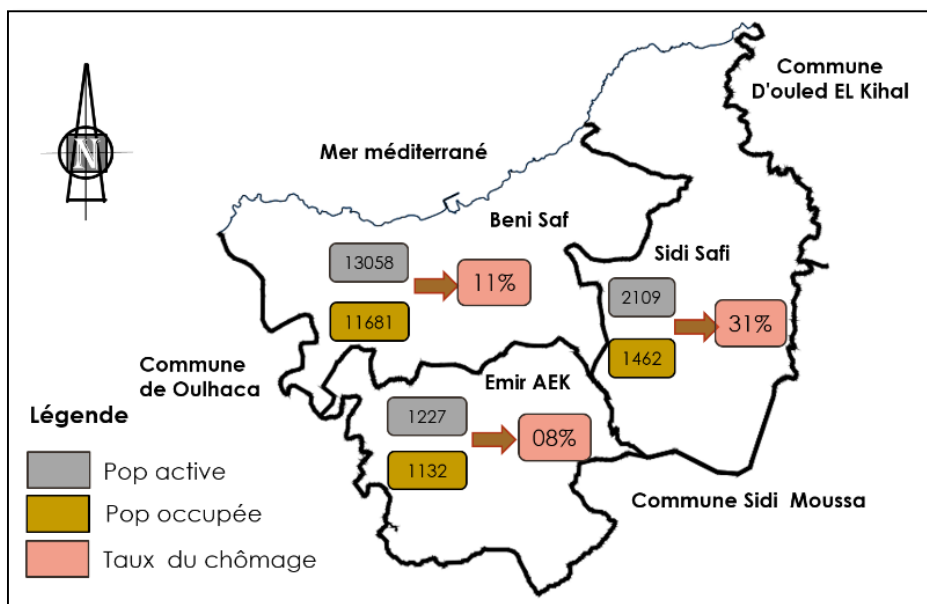 Commune
D'ouled EL Kihal
N
Mer méditerrané
Beni Saf
Sidi Safi
13058
11%
2109
31%
11681
1462
Commune
de Oulhaca
Emir AEK
1227
08%
1132
Légende
Pop active
Pop occupée
Taux du chômage
Commune Sidi Moussa